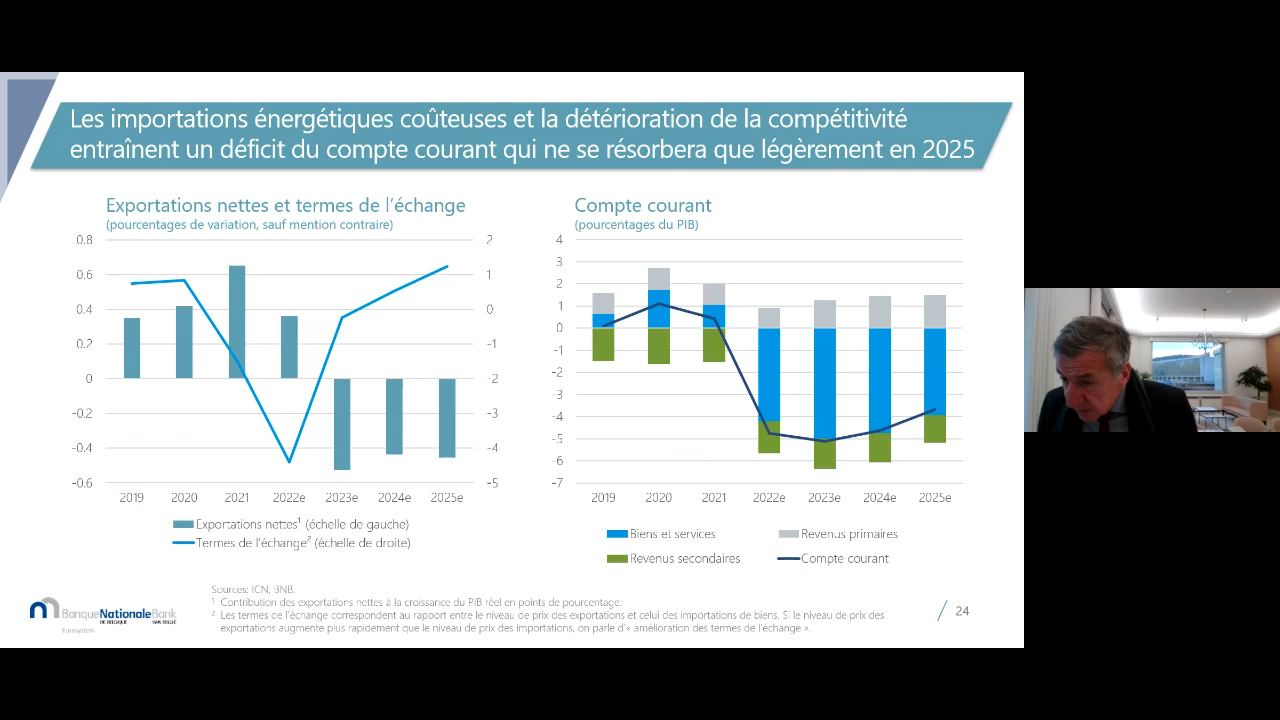 Les importations énergétiques coûteuses et la détérioration de la compétitivité
entraînent un déficit du compte courant qui ne se résorbera que légèrement en 2025
Exportations nettes et termes de l'échange
(pourcentages de variation, sauf mention contraire)
0.8
0.6
0.4
0.2
0
-0.2
-0.4
-0.6
2
1
0
-1
-2
-3
-4
-5
2019 2020 2021 2022e 2023e 2024e 2025e
Exportations nettes¹ (échelle de gauche)
Termes de l'échange² (échelle de droite)
Compte courant
(pourcentages du PIB)
4
3
2
1
0
-1
-2
-3
-4
-5
-6
-7
2019 2020 2021 2022e 2023e 2024e 2025e
Biens et services Revenus primaires
Revenus secondaires Compte courant
Sources: ICN, BNB.
¹ Contribution des exportations nettes à la croissance du PIB réel en points de pourcentage.
² Les termes de l'échange correspondent au rapport entre le niveau de prix des exportations et celui des importations de biens. Si le niveau de prix des
exportations augmente plus rapidement que le niveau de prix des importations, on parle d'« amélioration des termes de l'échange ».
BanqueNationaleBank
DE BELGIQUE VAN BELGIË
Eurosystem
24